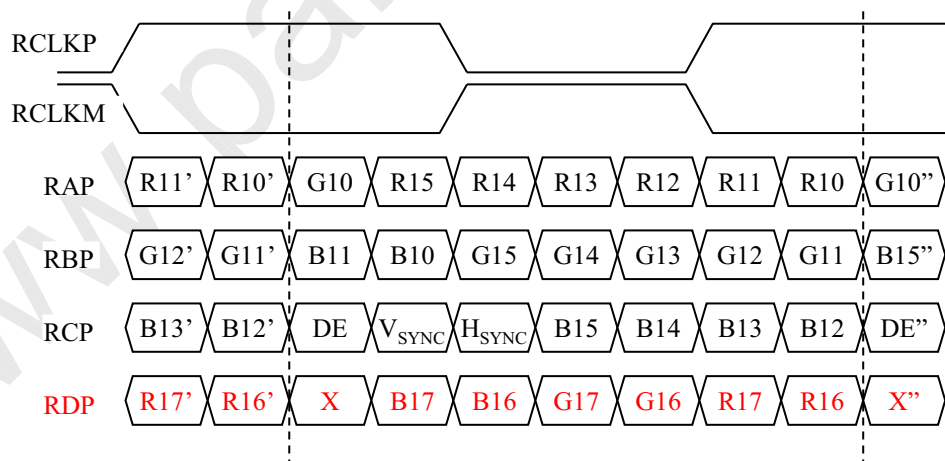 RCLKP
RCLKM
RAP R11’ R10’ G10 R15 R14 R13 R12 R11 R10 G10”
RBP G12’ G11’ B11 B10 G15 G14 G13 G12 G11 B15”
RCP B13’ B12’ DE VSYNC HSYNC B15 B14 B13 B12 DE”
RDP R17’ R16’ X B17 B16 G17 G16 R17 R16 X”